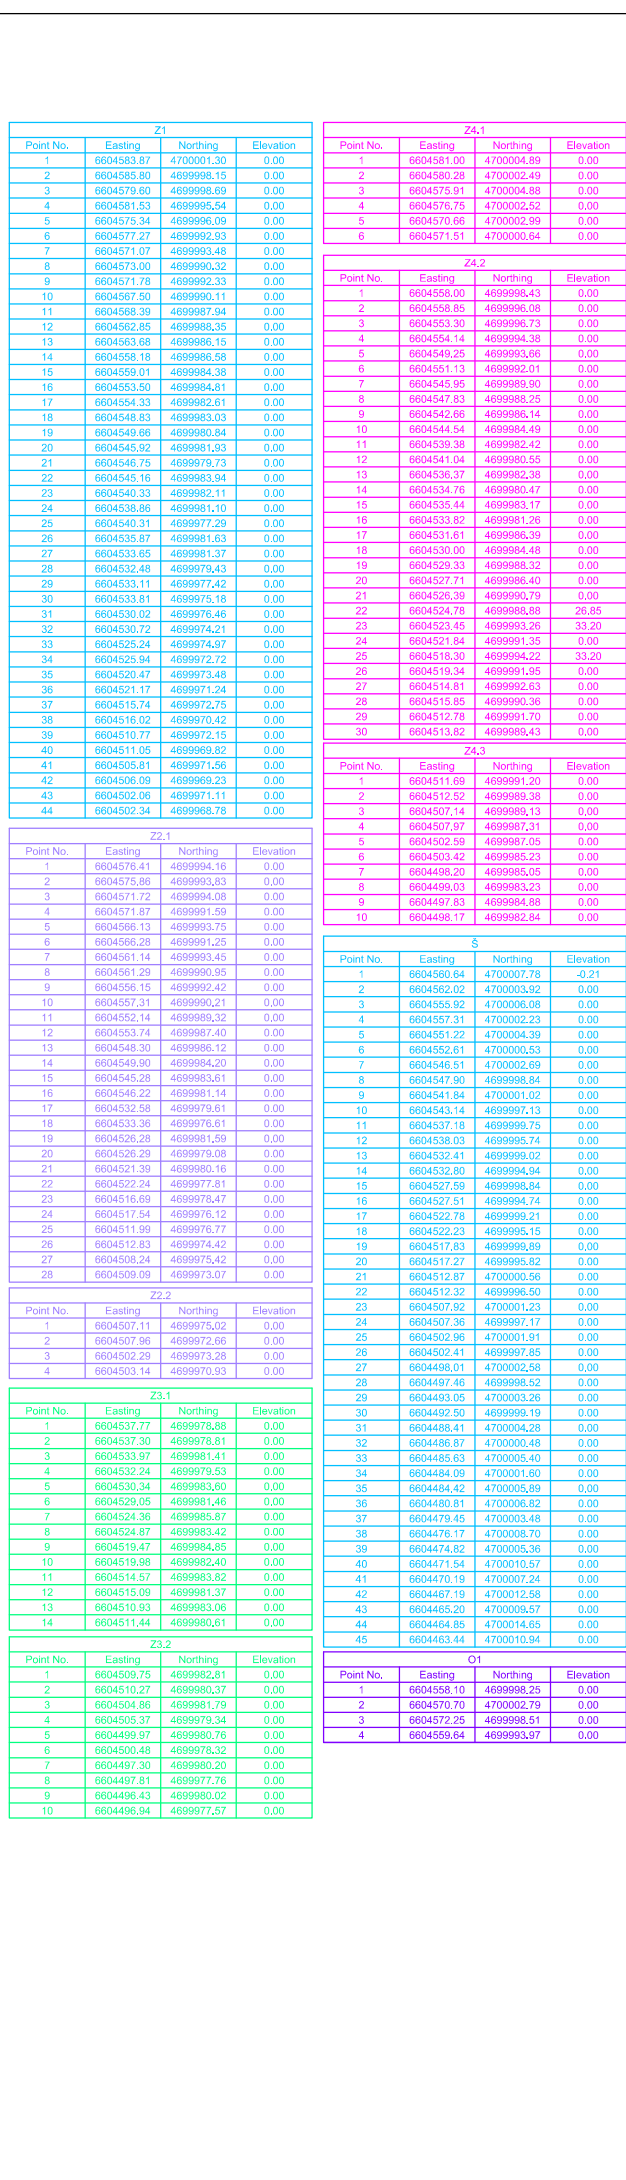 Z1
Point No. Easting Northing Elevation
1 6604583.87 4700001.30 0.00
2 6604585.80 4699998.15 0.00
3 6604579.60 4699998.69 0.00
4 6604581.53 4699995.54 0.00
5 6604575.34 4699996.09 0.00
6 6604577.27 4699992.93 0.00
7 6604571.07 4699993.48 0.00
8 6604573.00 4699990.32 0.00
9 6604571.78 4699992.33 0.00
10 6604567.50 4699990.11 0.00
11 6604568.39 4699987.94 0.00
12 6604562.85 4699988.35 0.00
13 6604563.68 4699986.15 0.00
14 6604558.18 4699986.58 0.00
15 6604559.01 4699984.38 0.00
16 6604553.50 4699984.81 0.00
17 6604554.33 4699982.61 0.00
18 6604548.83 4699983.03 0.00
19 6604549.66 4699980.84 0.00
20 6604545.92 4699981.93 0.00
21 6604546.75 4699979.73 0.00
22 6604545.16 4699983.94 0.00
23 6604540.33 4699982.11 0.00
24 6604538.86 4699981.10 0.00
25 6604540.31 4699977.29 0.00
26 6604535.87 4699981.63 0.00
27 6604533.65 4699981.37 0.00
28 6604532.48 4699979.43 0.00
29 6604533.11 4699977.42 0.00
30 6604533.81 4699975.18 0.00
31 6604530.02 4699976.46 0.00
32 6604530.72 4699974.21 0.00
33 6604525.24 4699974.97 0.00
34 6604525.94 4699972.72 0.00
35 6604520.47 4699973.48 0.00
36 6604521.17 4699971.24 0.00
37 6604515.74 4699972.75 0.00
38 6604516.02 4699970.42 0.00
39 6604510.77 4699972.15 0.00
40 6604511.05 4699969.82 0.00
41 6604505.81 4699971.56 0.00
42 6604506.09 4699969.23 0.00
43 6604502.06 4699971.11 0.00
44 6604502.34 4699968.78 0.00
Z2.1
Point No. Easting Northing Elevation
1 6604576.41 4699994.16 0.00
2 6604575.86 4699993.83 0.00
3 6604571.72 4699994.08 0.00
4 6604571.87 4699991.59 0.00
5 6604566.13 4699993.75 0.00
6 6604566.28 4699991.25 0.00
7 6604561.14 4699993.45 0.00
8 6604561.29 4699990.95 0.00
9 6604556.15 4699992.42 0.00
10 6604557.31 4699990.21 0.00
11 6604552.14 4699989.32 0.00
12 6604553.74 4699987.40 0.00
13 6604548.30 4699986.12 0.00
14 6604549.90 4699984.20 0.00
15 6604545.28 4699983.61 0.00
16 6604546.22 4699981.14 0.00
17 6604532.58 4699979.61 0.00
18 6604533.36 4699976.61 0.00
19 6604526.28 4699981.59 0.00
20 6604526.29 4699979.08 0.00
21 6604521.39 4699980.16 0.00
22 6604522.24 4699977.81 0.00
23 6604516.69 4699978.47 0.00
24 6604517.54 4699976.12 0.00
25 6604511.99 4699976.77 0.00
26 6604512.83 4699974.42 0.00
27 6604508.24 4699975.42 0.00
28 6604509.09 4699973.07 0.00
Z2.2
Point No. Easting Northing Elevation
1 6604507.11 4699975.02 0.00
2 6604507.96 4699972.66 0.00
3 6604502.29 4699973.28 0.00
4 6604503.14 4699970.93 0.00
Z3.1
Point No. Easting Northing Elevation
1 6604537.77 4699978.88 0.00
2 6604537.30 4699978.81 0.00
3 6604533.97 4699981.41 0.00
4 6604532.24 4699979.53 0.00
5 6604530.34 4699983.60 0.00
6 6604529.05 4699981.46 0.00
7 6604524.36 4699985.87 0.00
8 6604524.87 4699983.42 0.00
9 6604519.47 4699984.85 0.00
10 6604519.98 4699982.40 0.00
11 6604514.57 4699983.82 0.00
12 6604515.09 4699981.37 0.00
13 6604510.93 4699983.06 0.00
14 6604511.44 4699980.61 0.00
Z3.2
Point No. Easting Northing Elevation
1 6604509.75 4699982.81 0.00
2 6604510.27 4699980.37 0.00
3 6604504.86 4699981.79 0.00
4 6604505.37 4699979.34 0.00
5 6604499.97 4699980.76 0.00
6 6604500.48 4699978.32 0.00
7 6604497.30 4699980.20 0.00
8 6604497.81 4699977.76 0.00
9 6604496.43 4699980.02 0.00
10 6604496.94 4699977.57 0.00
Z4.1
Point No. Easting Northing Elevation
1 6604581.00 4700004.89 0.00
2 6604580.28 4700002.49 0.00
3 6604575.91 4700004.88 0.00
4 6604576.75 4700002.52 0.00
5 6604570.66 4700002.99 0.00
6 6604571.51 4700000.64 0.00
Z4.2
Point No. Easting Northing Elevation
1 6604558.00 4699998.43 0.00
2 6604558.85 4699996.08 0.00
3 6604553.30 4699996.73 0.00
4 6604554.14 4699994.38 0.00
5 6604549.25 4699993.66 0.00
6 6604551.13 4699992.01 0.00
7 6604545.95 4699989.90 0.00
8 6604547.83 4699988.25 0.00
9 6604542.66 4699986.14 0.00
10 6604544.54 4699984.49 0.00
11 6604539.38 4699982.42 0.00
12 6604541.04 4699980.55 0.00
13 6604536.37 4699982.38 0.00
14 6604534.76 4699980.47 0.00
15 6604535.44 4699983.17 0.00
16 6604533.82 4699981.26 0.00
17 6604531.61 4699986.39 0.00
18 6604530.00 4699984.48 0.00
19 6604529.33 4699988.32 0.00
20 6604527.71 4699986.40 0.00
21 6604526.39 4699990.79 0.00
22 6604524.78 4699988.88 26.85
23 6604523.45 4699993.26 33.20
24 6604521.84 4699991.35 0.00
25 6604518.30 4699994.22 33.20
26 6604519.34 4699991.95 0.00
27 6604514.81 4699992.63 0.00
28 6604515.85 4699990.36 0.00
29 6604512.78 4699991.70 0.00
30 6604513.82 4699989.43 0.00
Z4.3
Point No. Easting Northing Elevation
1 6604511.69 4699991.20 0.00
2 6604512.52 4699989.38 0.00
3 6604507.14 4699989.13 0.00
4 6604507.97 4699987.31 0.00
5 6604502.59 4699987.05 0.00
6 6604503.42 4699985.23 0.00
7 6604498.20 4699985.05 0.00
8 6604499.03 4699983.23 0.00
9 6604497.83 4699984.88 0.00
10 6604498.17 4699982.84 0.00
Š
Point No. Easting Northing Elevation
1 6604560.64 4700007.78 -0.21
2 6604562.02 4700003.92 0.00
3 6604555.92 4700006.08 0.00
4 6604557.31 4700002.23 0.00
5 6604551.22 4700004.39 0.00
6 6604552.61 4700000.53 0.00
7 6604546.51 4700002.69 0.00
8 6604547.90 4699998.84 0.00
9 6604541.84 4700001.02 0.00
10 6604543.14 4699997.13 0.00
11 6604537.18 4699999.75 0.00
12 6604538.03 4699995.74 0.00
13 6604532.41 4699999.02 0.00
14 6604532.80 4699994.94 0.00
15 6604527.59 4699998.84 0.00
16 6604527.51 4699994.74 0.00
17 6604522.78 4699999.21 0.00
18 6604522.23 4699995.15 0.00
19 6604517.83 4699999.89 0.00
20 6604517.27 4699995.82 0.00
21 6604512.87 4700000.56 0.00
22 6604512.32 4699996.50 0.00
23 6604507.92 4700001.23 0.00
24 6604507.36 4699997.17 0.00
25 6604502.96 4700001.91 0.00
26 6604502.41 4699997.85 0.00
27 6604498.01 4700002.58 0.00
28 6604497.46 4699998.52 0.00
29 6604493.05 4700003.26 0.00
30 6604492.50 4699999.19 0.00
31 6604488.41 4700004.28 0.00
32 6604486.87 4700000.48 0.00
33 6604485.63 4700005.40 0.00
34 6604484.09 4700001.60 0.00
35 6604484.42 4700005.89 0.00
36 6604480.81 4700006.82 0.00
37 6604479.45 4700003.48 0.00
38 6604476.17 4700008.70 0.00
39 6604474.82 4700005.36 0.00
40 6604471.54 4700010.57 0.00
41 6604470.19 4700007.24 0.00
42 6604467.19 4700012.58 0.00
43 6604465.20 4700009.57 0.00
44 6604464.85 4700014.65 0.00
45 6604463.44 4700010.94 0.00
O1
Point No. Easting Northing Elevation
1 6604558.10 4699998.25 0.00
2 6604570.70 4700002.79 0.00
3 6604572.25 4699998.51 0.00
4 6604559.64 4699993.97 0.00